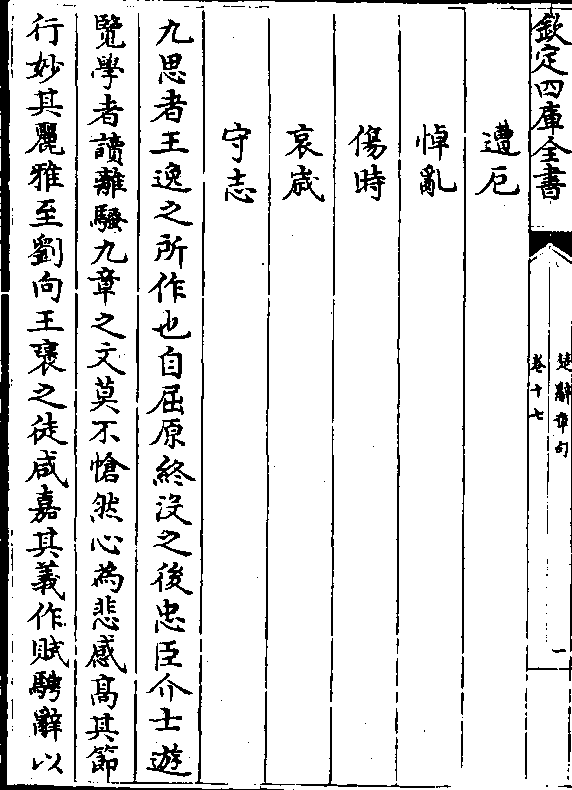 欽定四庫全書
楚辭章句
卷十七
一
遭厄
悼亂
傷時
哀歲
守志
九思者王逸之所作也自屈原終没之後忠臣介士遊
覽學者讀離騷九章之文莫不愴然心為悲感髙其節
行妙其麗雅至劉向王襃之徒咸嘉其義作賦騁辭以